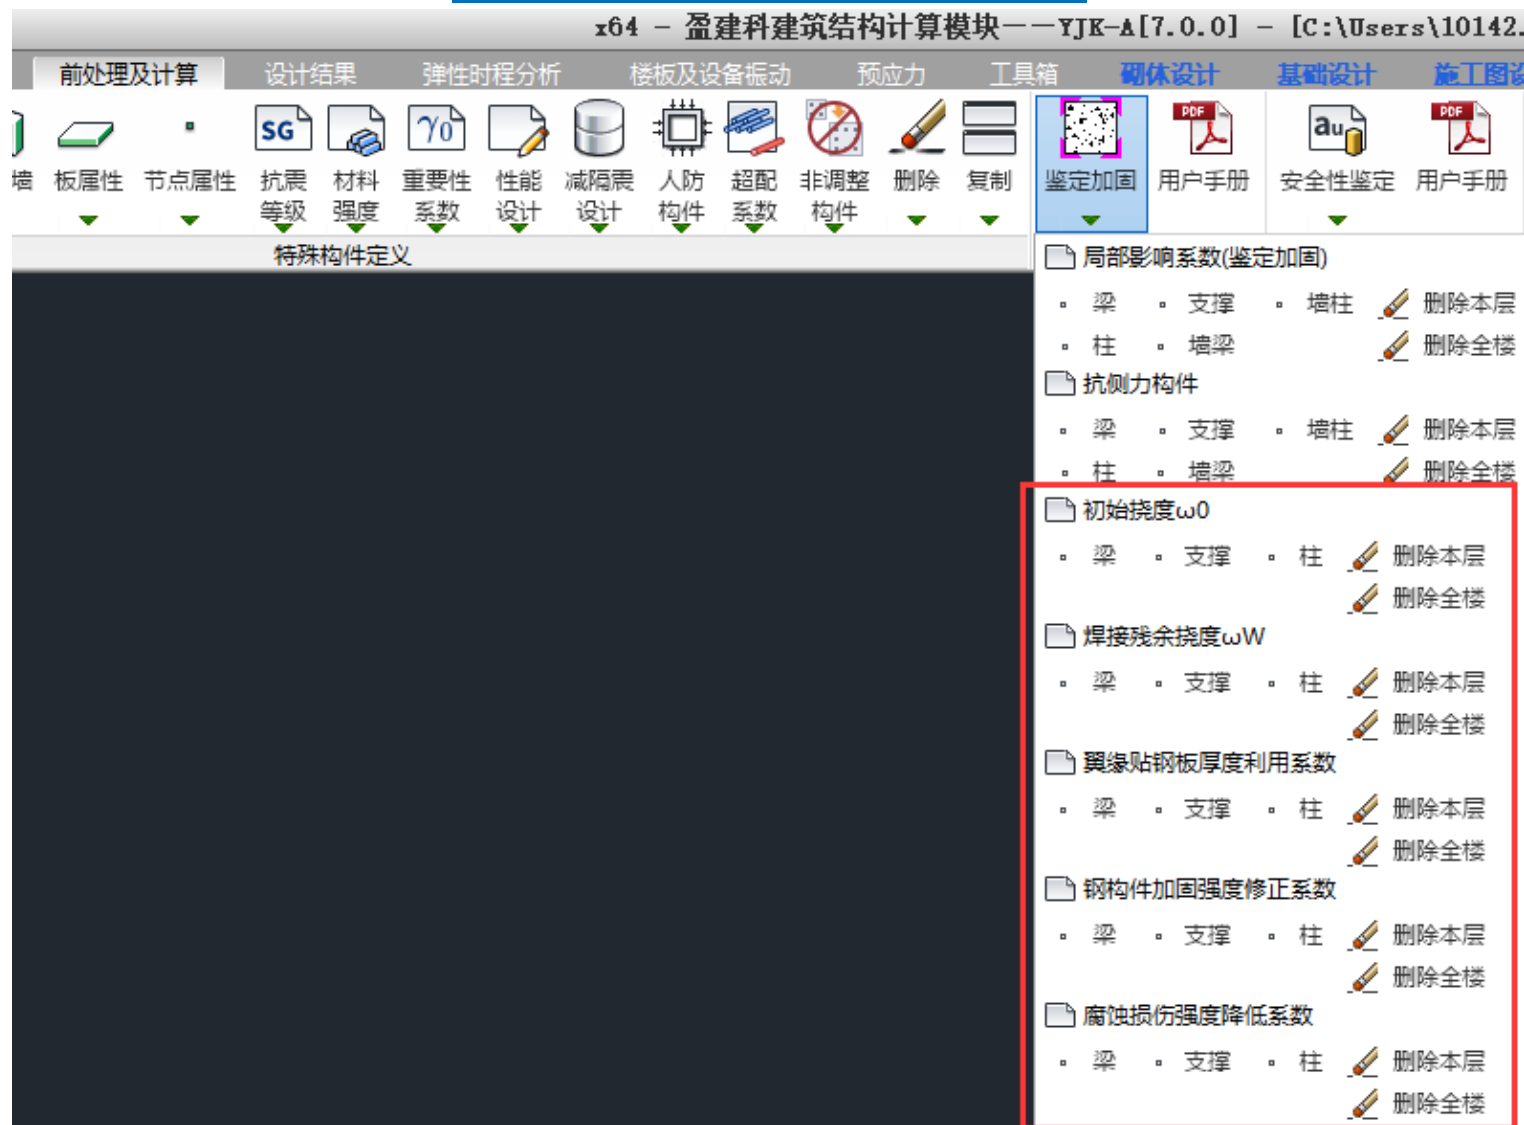 x64 - 盈建科建筑结构计算模块——YJK-A[7.0.0] - [C:\Users\10142.
前处理及计算 设计结果 弹性时程分析 楼板及设备振动 预应力 工具箱 砌体设计 基础设计 施工图设
SG γ0 PDF au PDF
墙 板属性 节点属性 抗震等级 材料强度 重要性系数 性能设计 减隔震设计 人防构件 超配系数 非调整构件 删除 复制 鉴定加固 用户手册 安全性鉴定 用户手册
特殊构件定义
局部影响系数(鉴定加固)
梁 支撑 墙柱 删除本层
柱 墙梁 删除全楼
抗侧力构件
梁 支撑 墙柱 删除本层
柱 墙梁 删除全楼
初始挠度ω0
梁 支撑 柱 删除本层
删除全楼
焊接残余挠度ωW
梁 支撑 柱 删除本层
删除全楼
翼缘贴钢板厚度利用系数
梁 支撑 柱 删除本层
删除全楼
钢构件加固强度修正系数
梁 支撑 柱 删除本层
删除全楼
腐蚀损伤强度降低系数
梁 支撑 柱 删除本层
删除全楼